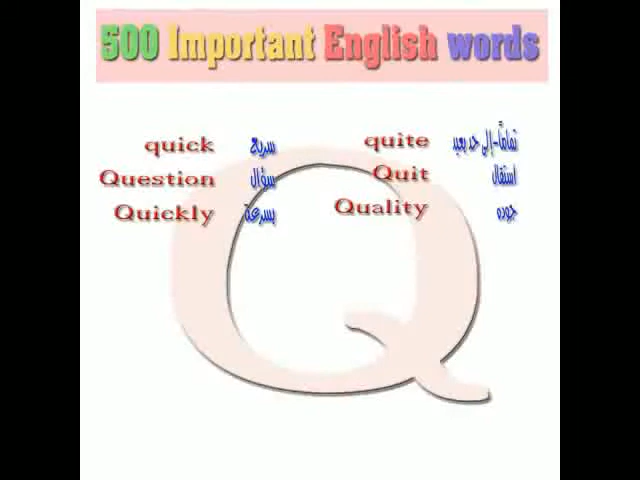 500 Important English words
quick سريع quite تماماً-إلى حد بعيد
Question سؤال Quit استقال
Quickly بسرعة Quality جوده
Q